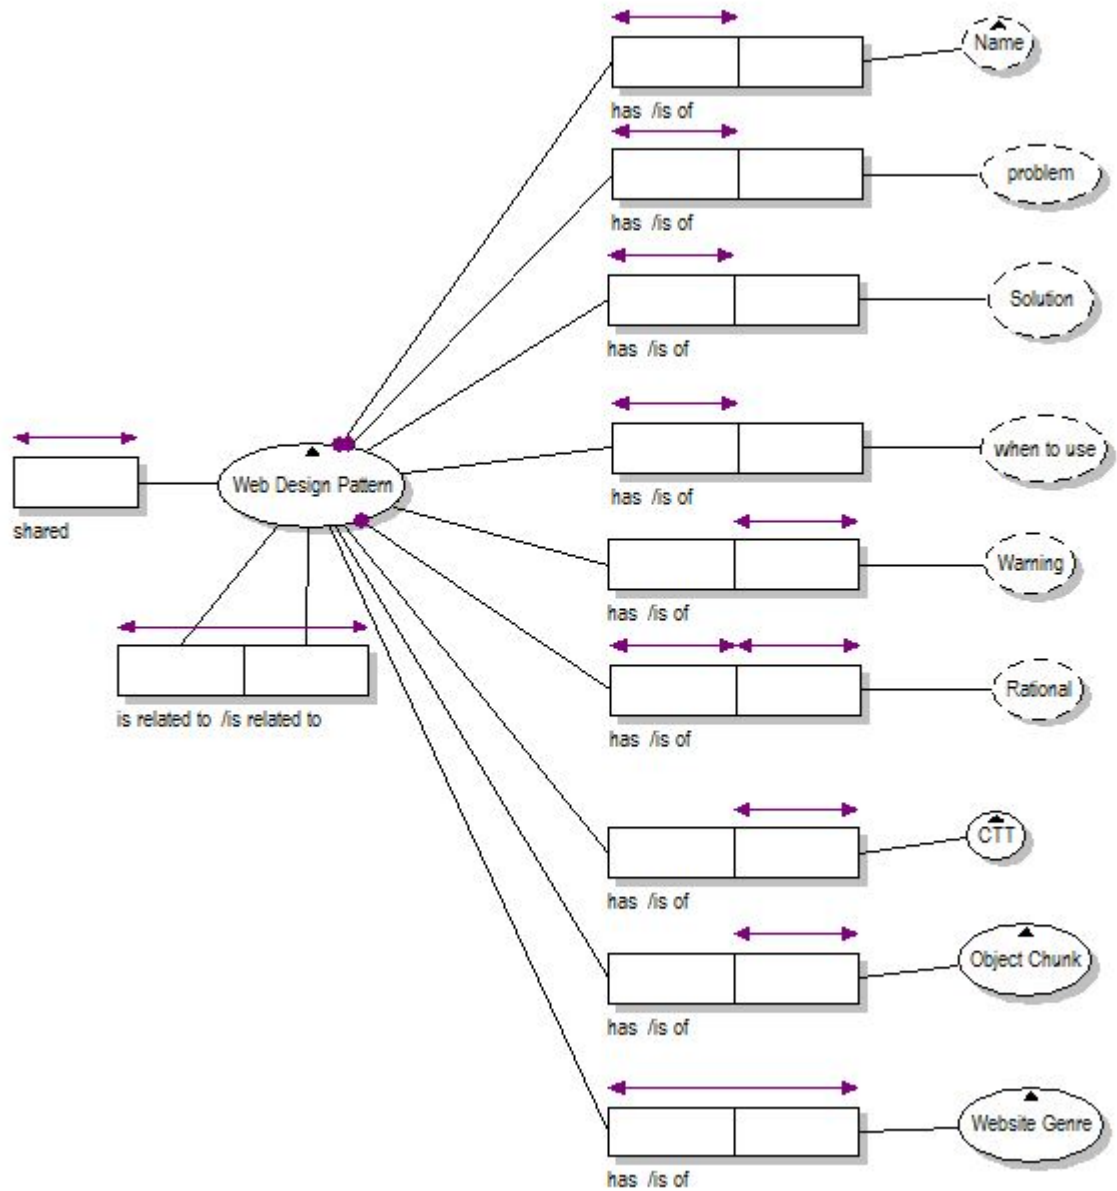 Name
has /is of
problem
has /is of
Solution
has /is of
when to use
has /is of
Web Design Pattern
shared
Warning
has /is of
is related to /is related to
Rational
has /is of
CTT
has /is of
Object Chunk
has /is of
Website Genre
has /is of